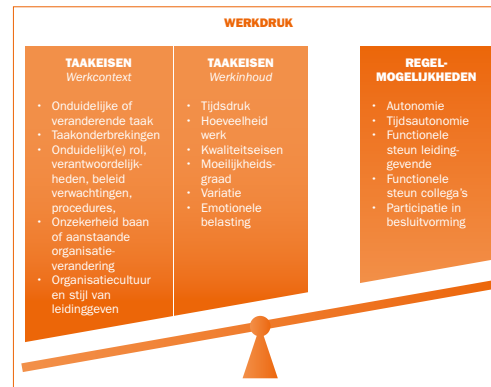 WERKDRUK
TAAKEISEN
Werkcontext
• Onduidelijke of
veranderende taak
• Taakonderbrekingen
• Onduidelijk(e) rol,
verantwoordelijk-
heden, beleid
verwachtingen,
procedures,
• Onzekerheid baan
of aanstaande
organisatie-
verandering
• Organisatiecultuur
en stijl van
leidinggeven
TAAKEISEN
Werkinhoud
• Tijdsdruk
• Hoeveelheid
werk
• Kwaliteitseisen
• Moeilijkheids-
graad
• Variatie
• Emotionele
belasting
REGEL-
MOGELIJKHEDEN
• Autonomie
• Tijdsautonomie
• Functionele
steun leiding-
gevende
• Functionele
steun collega's
• Participatie in
besluitvorming